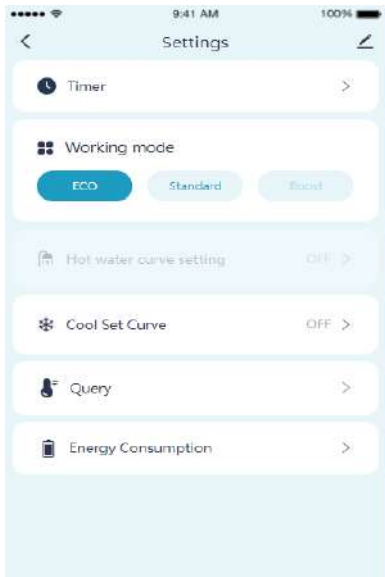 9:41 AM
100%
Settings
Timer
Working mode
ECO Standard Boost
Hot water curve setting OFF
Cool Set Curve OFF
Query
Energy Consumption